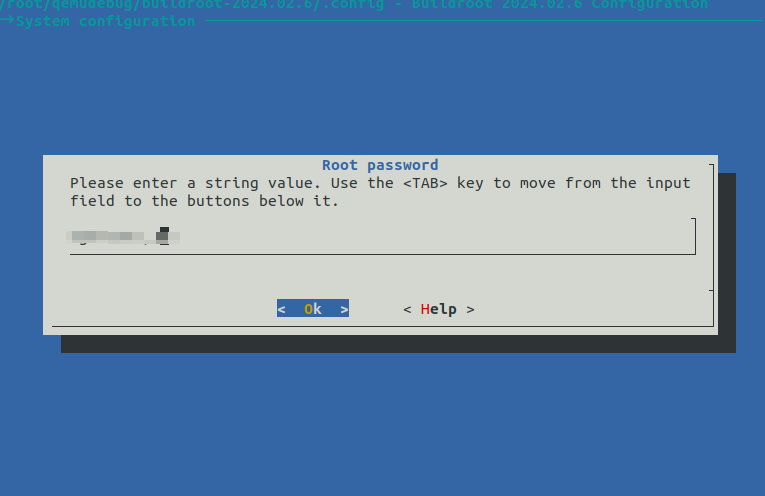 /root/qemudebug/buildroot-2024.02.6/.config - Buildroot 2024.02.6 Configuration
→System configuration
Root password
Please enter a string value. Use the <TAB> key to move from the input
field to the buttons below it.
< Ok > < Help >